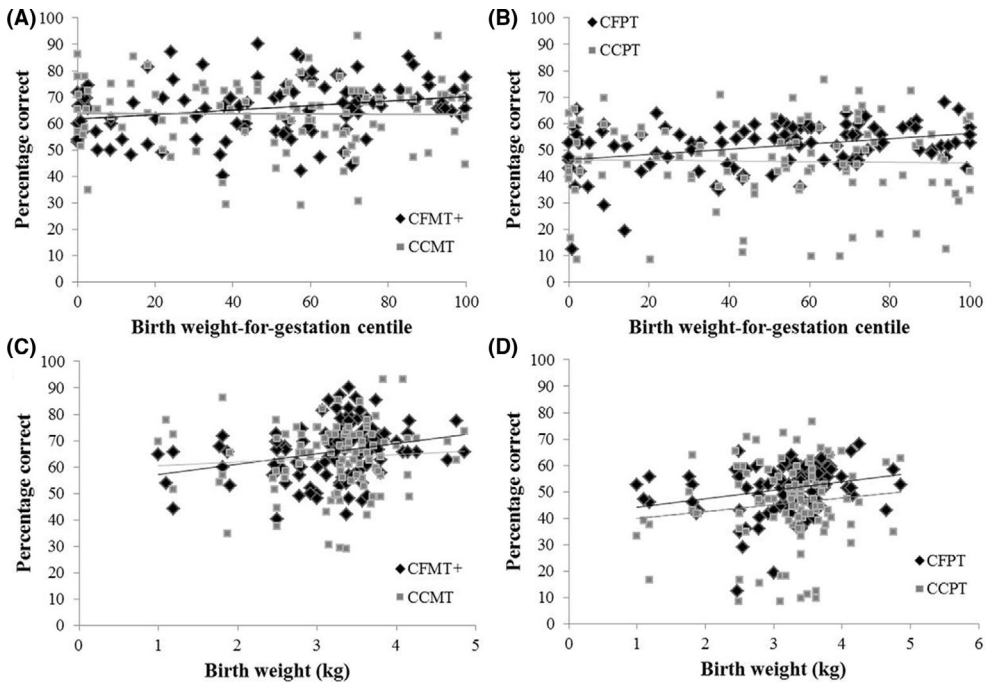 (A)
100
90
80
70
60
50
40
30
20
10
0
Percentage correct
0 20 40 60 80 100
Birth weight-for-gestation centile
CFMT+
CCMT
(B)
100
90
80
70
60
50
40
30
20
10
0
Percentage correct
0 20 40 60 80 100
Birth weight-for-gestation centile
CFPT
CCPT
(C)
100
90
80
70
60
50
40
30
20
10
0
Percentage correct
0 1 2 3 4 5
Birth weight (kg)
CFMT+
CCMT
(D)
100
90
80
70
60
50
40
30
20
10
0
Percentage correct
0 1 2 3 4 5 6
Birth weight (kg)
CFPT
CCPT